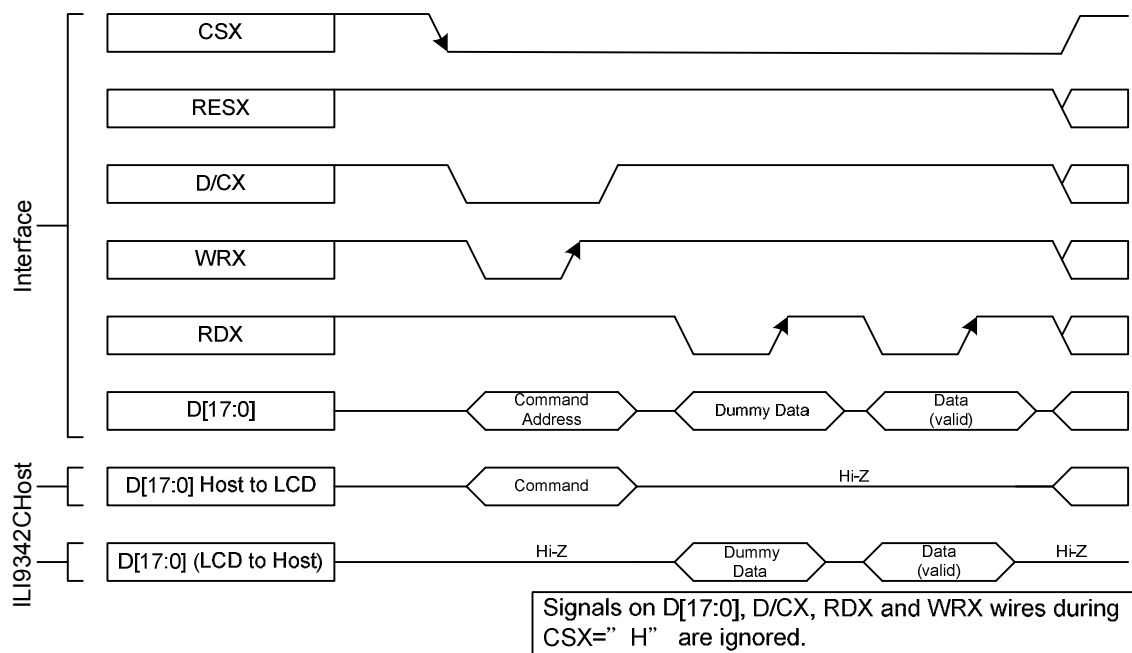 CSX
RESX
D/CX
WRX
RDX
D[17:0]
Command
Address
Dummy Data
Data
(valid)
Interface
D[17:0] Host to LCD
Command
Hi-Z
Host
D[17:0] (LCD to Host)
Hi-Z
Dummy
Data
Data
(valid)
Hi-Z
ILI9342C
Signals on D[17:0], D/CX, RDX and WRX wires during
CSX=” H” are ignored.